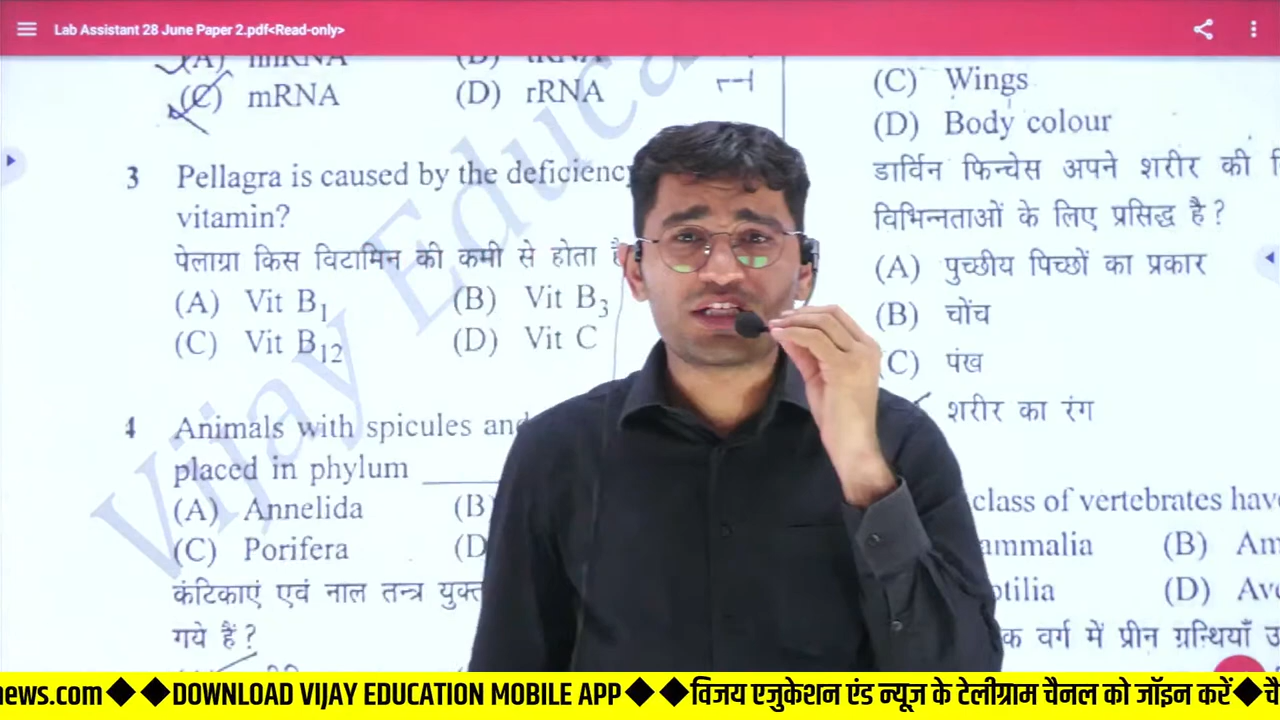 Lab Assistant 28 June Paper 2.pdf<Read-only>
(C) mRNA (D) rRNA
3 Pellagra is caused by the deficiency
vitamin?
पेलाग्रा किस विटामिन की कमी से होता
(A) Vit B1 (B) Vit B3
(C) Vit B12 (D) Vit C
4 Animals with spicules and
placed in phylum
(A) Annelida (B)
(C) Porifera (D
कंटिकाएं एवं नाल तन्त्र युक्त
गये हैं?
(C) Wings
(D) Body colour
डार्विन फिन्चेस अपने शरीर की
विभिन्नताओं के लिए प्रसिद्ध है?
(A) पुच्छीय पिच्छों का प्रकार
(B) चोंच
(C) पंख
शरीर का रंग
class of vertebrates have
ammalia (B) Am
ptilia (D) Ave
क वर्ग में प्रीन ग्रन्थियाँ
Vijay Educa
news.com ◆◆DOWNLOAD VIJAY EDUCATION MOBILE APP◆◆विजय एजुकेशन एंड न्यूज के टेलीग्राम चैनल को जॉइन करें◆